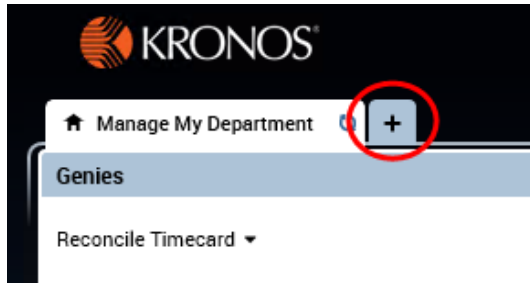 KRONOS
Manage My Department +
Genies
Reconcile Timecard